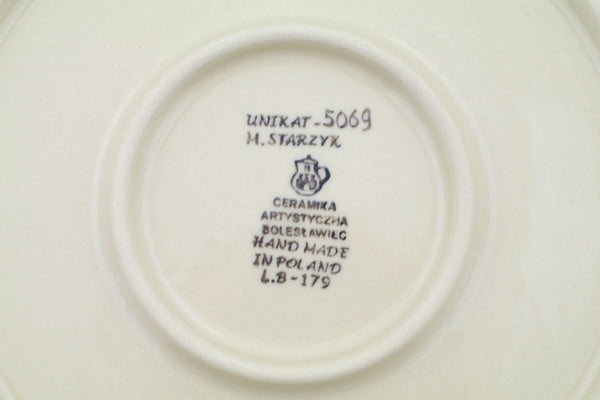 UNIKAT-5069
M. STARZYK
CERAMIKA
ARTYSTYCZNA
BOLESŁAWIEC
HAND MADE
IN POLAND
L.B-179